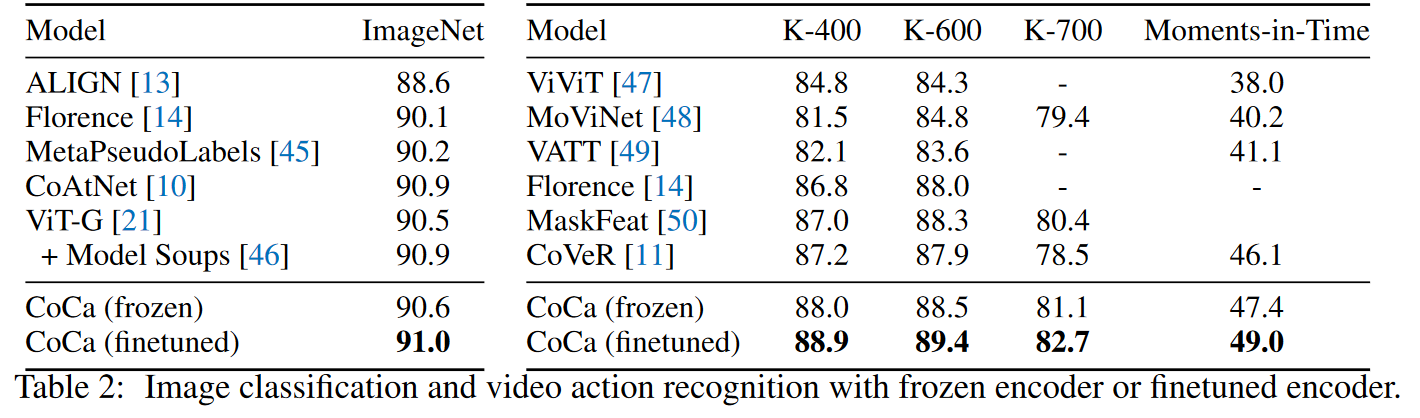 Model ImageNet
ALIGN [13] 88.6
Florence [14] 90.1
MetaPseudoLabels [45] 90.2
CoAtNet [10] 90.9
ViT-G [21] 90.5
+ Model Soups [46] 90.9
CoCa (frozen) 90.6
CoCa (finetuned) 91.0
Model K-400 K-600 K-700 Moments-in-Time
ViViT [47] 84.8 84.3 - 38.0
MoViNet [48] 81.5 84.8 79.4 40.2
VATT [49] 82.1 83.6 - 41.1
Florence [14] 86.8 88.0 - -
MaskFeat [50] 87.0 88.3 80.4
CoVeR [11] 87.2 87.9 78.5 46.1
CoCa (frozen) 88.0 88.5 81.1 47.4
CoCa (finetuned) 88.9 89.4 82.7 49.0
Table 2: Image classification and video action recognition with frozen encoder or finetuned encoder.